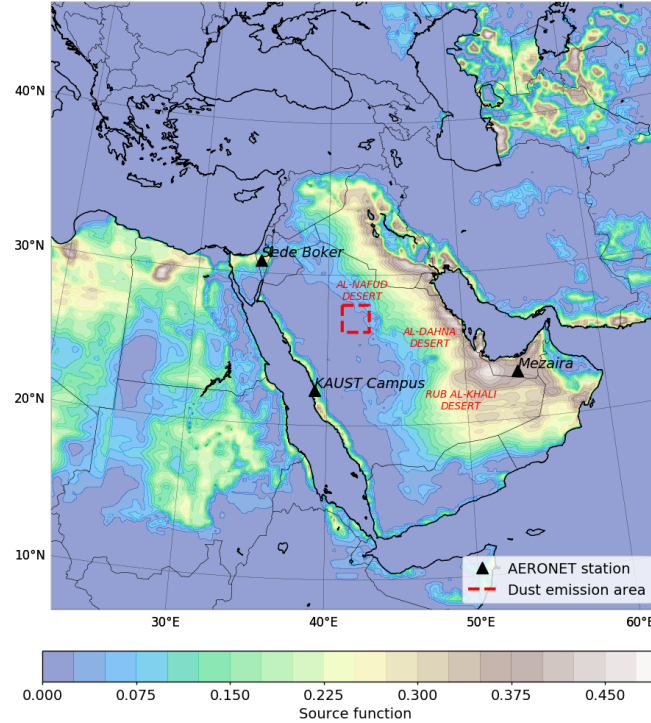 40°N
30°N
20°N
10°N
Sede Boker
AL-NAFUD
DESERT
AL-DAHNA
DESERT
Mezaira
KAUST Campus
RUB AL-KHALI
DESERT
AERONET station
Dust emission area
30°E
40°E
50°E
60°E
0.000
0.075
0.150
0.225
0.300
0.375
0.450
Source function